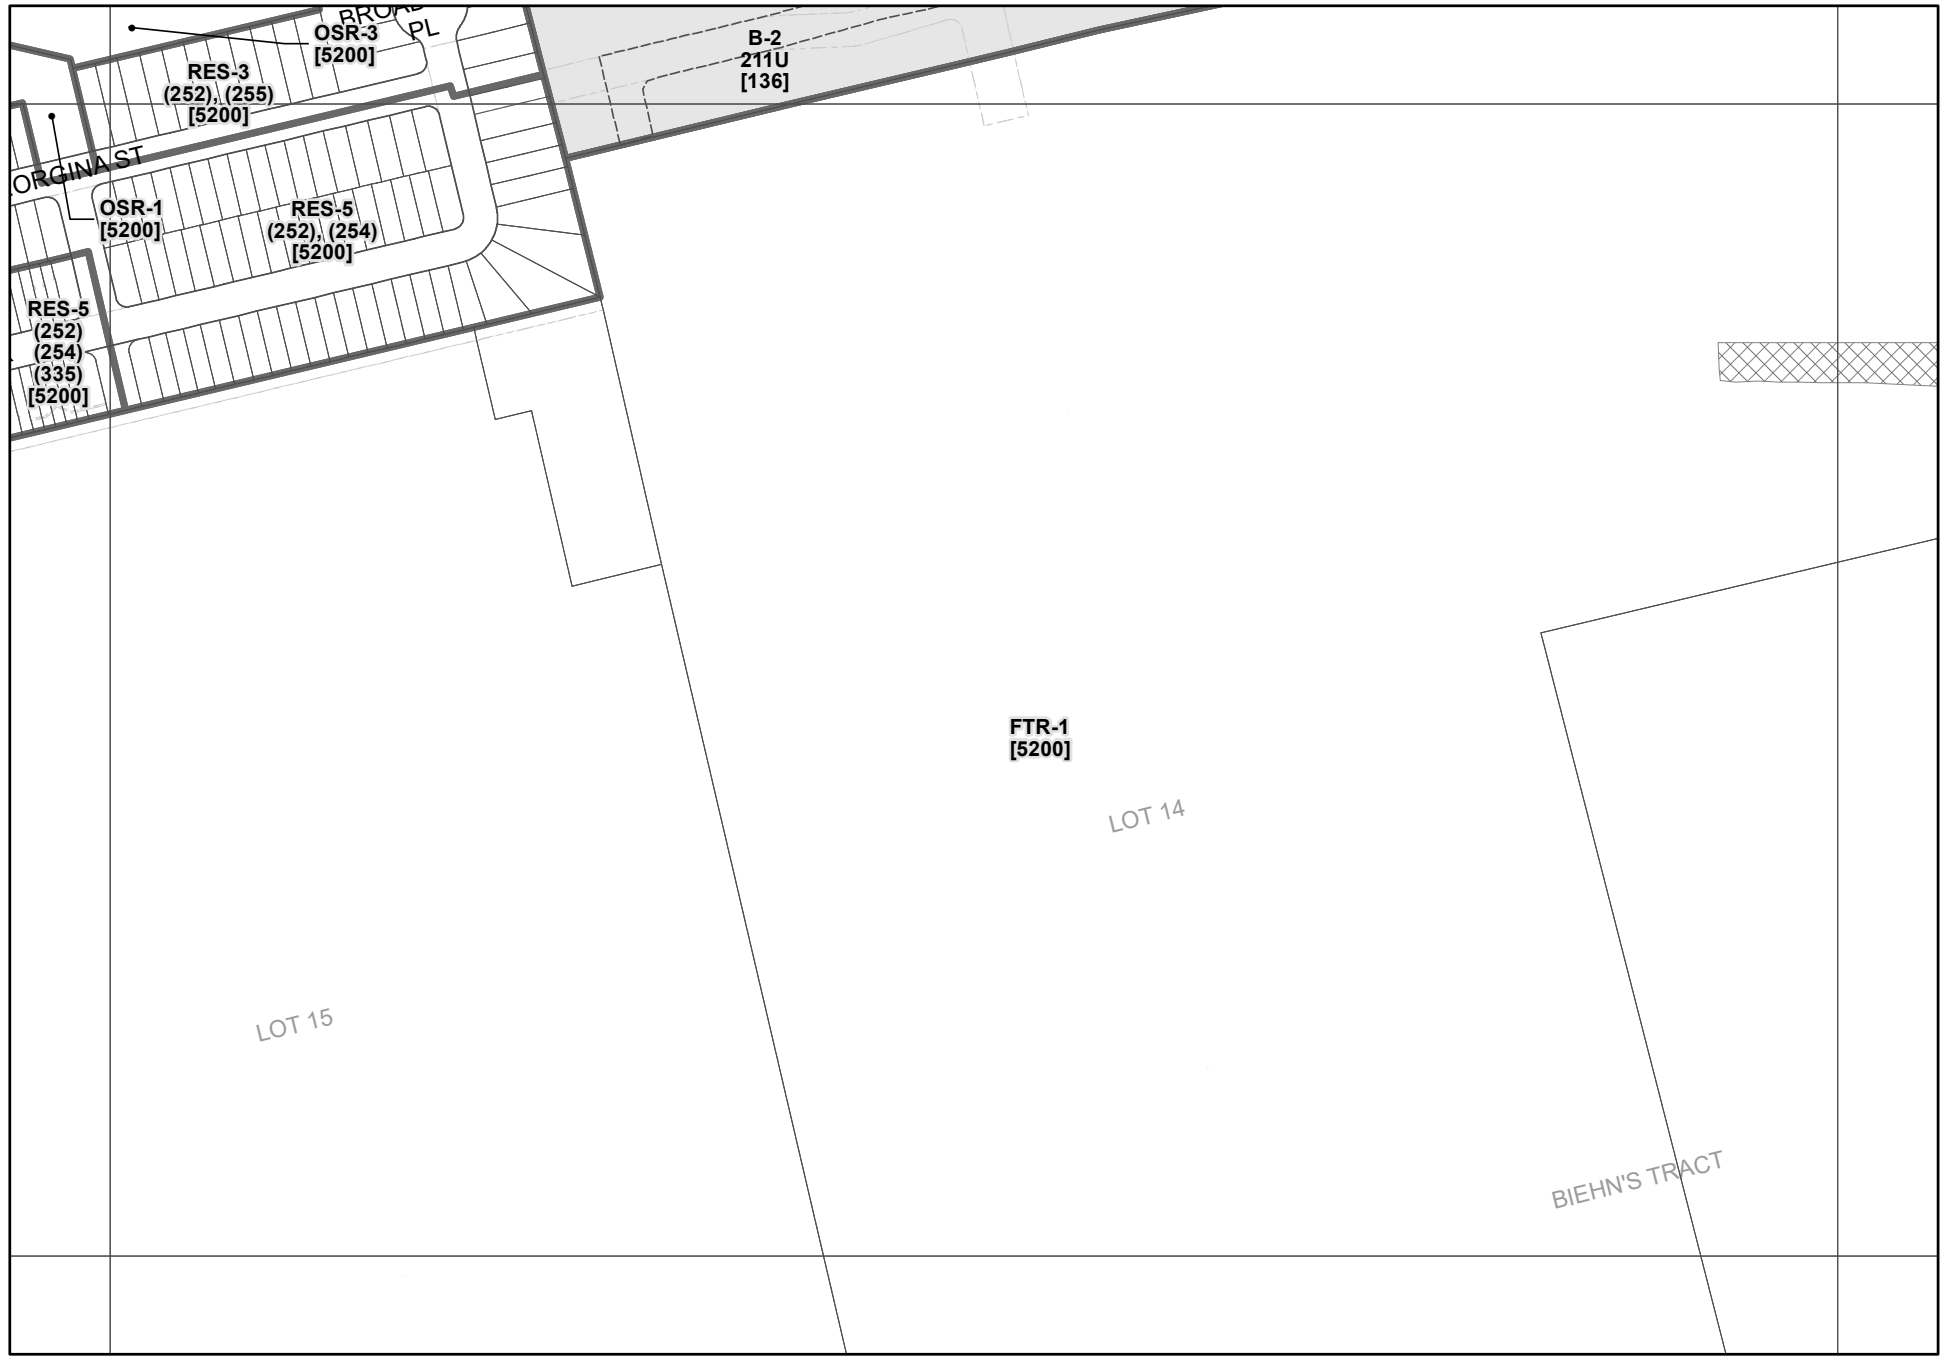 PL
OSR-3
[5200]
B-2
211U
[136]
RES-3
(252), (255)
[5200]
ORGINA ST
OSR-1
[5200]
RES-5
(252), (254)
[5200]
RES-5
(252)
(254)
(335)
[5200]
FTR-1
[5200]
LOT 14
LOT 15
BIEHN'S TRACT